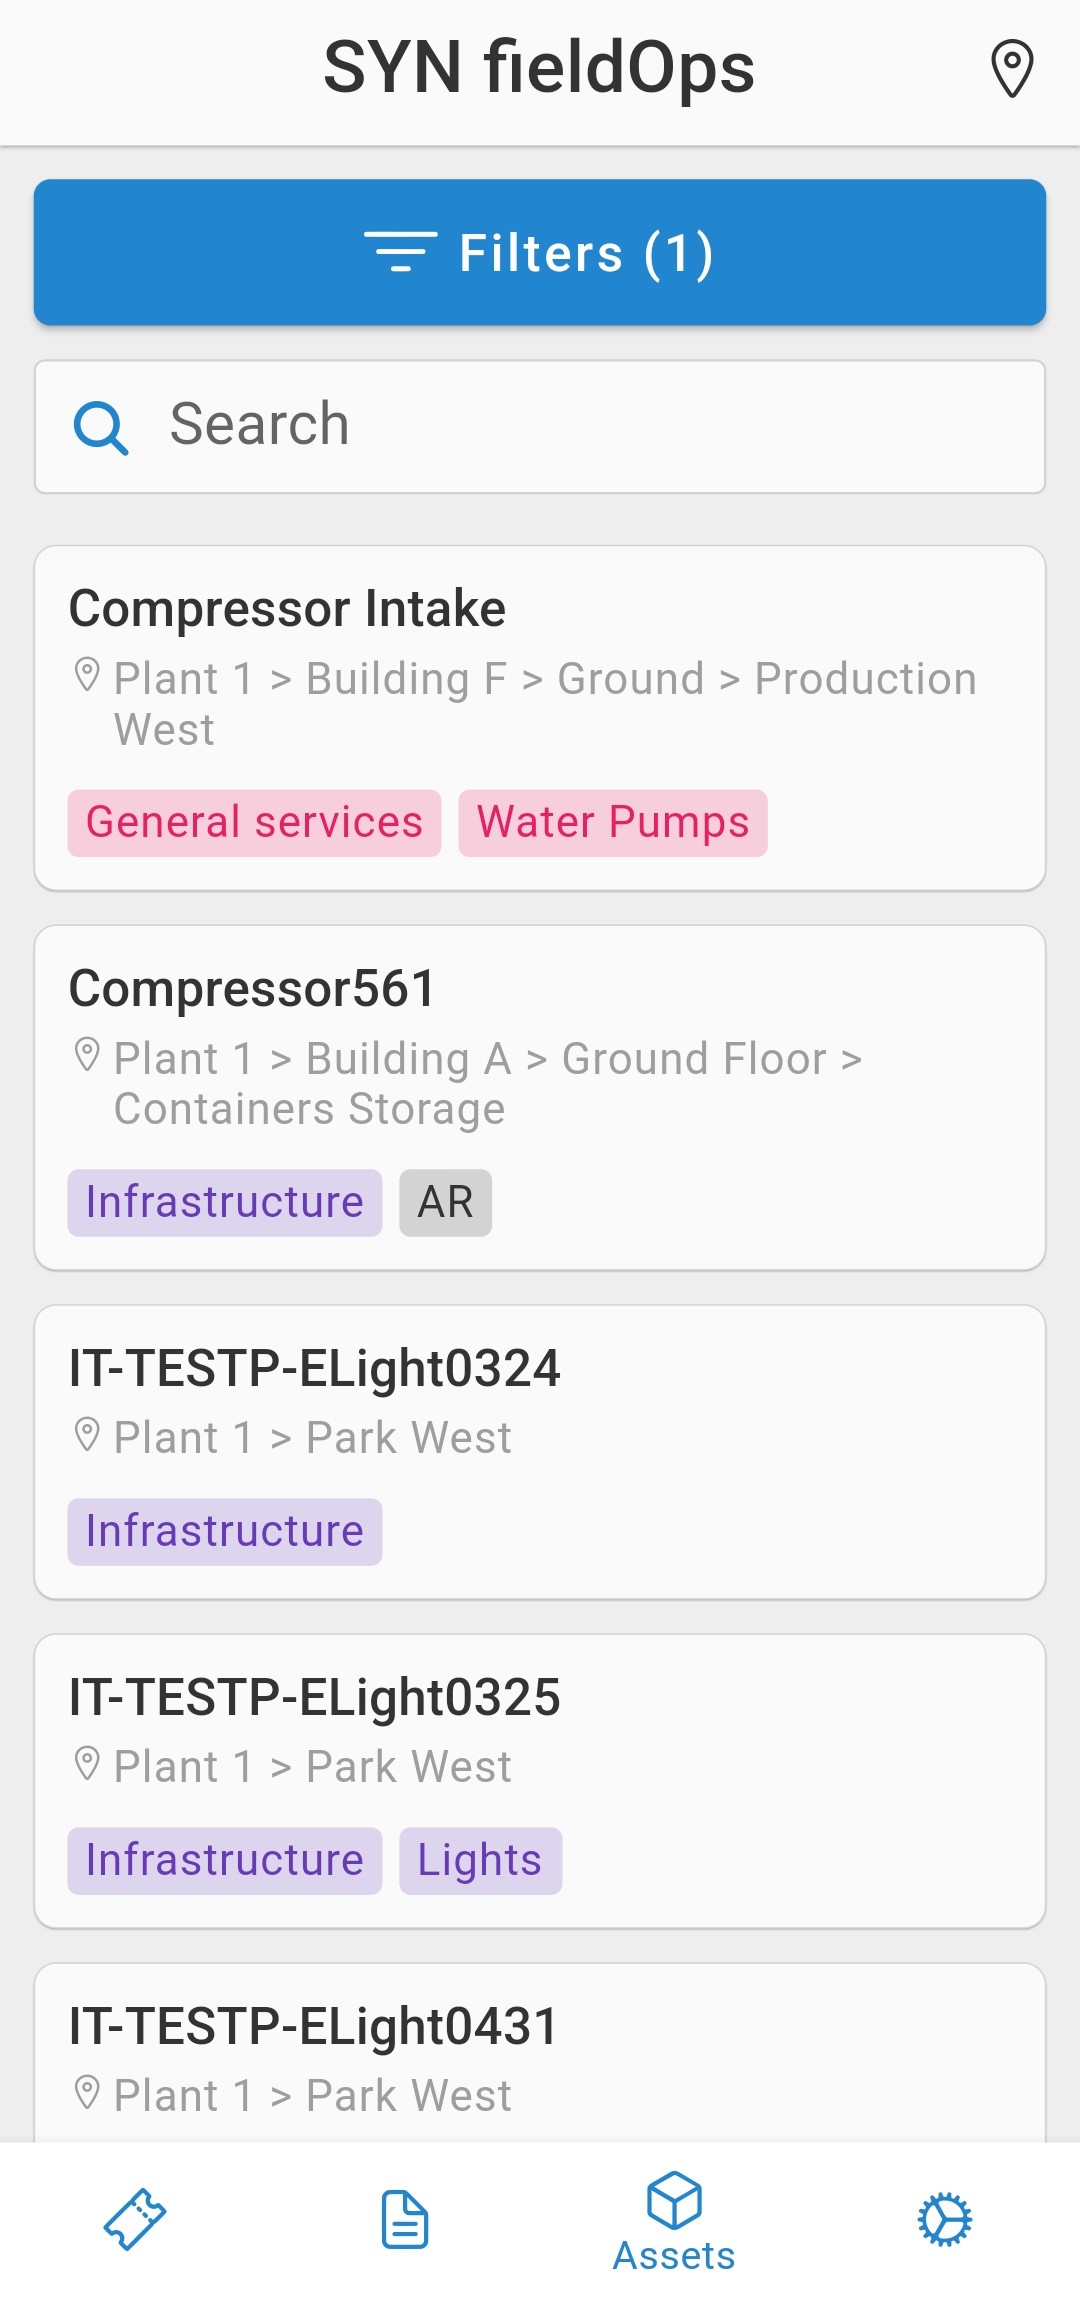 SYN fieldOps
Filters (1)
Search
Compressor Intake
Plant 1 > Building F > Ground > Production
West
General services Water Pumps
Compressor561
Plant 1 > Building A > Ground Floor >
Containers Storage
Infrastructure AR
IT-TESTP-ELight0324
Plant 1 > Park West
Infrastructure
IT-TESTP-ELight0325
Plant 1 > Park West
Infrastructure Lights
IT-TESTP-ELight0431
Plant 1 > Park West
Assets